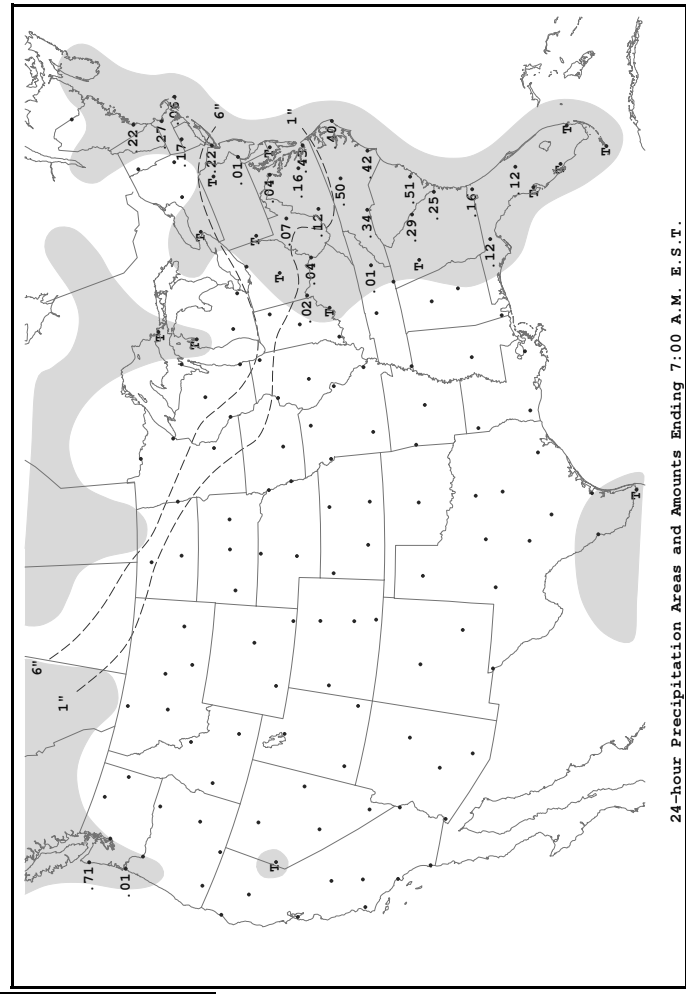 6"
1"
.71
.01
.22
.27
T
.06
.17
T
T
.22
T
6"
.01
T
T
.04
T
T
.07
1"
.16
.43
.02
.04
.12
T
.40
.50
.34
.42
.01
.29
.51
T
.25
.16
.12
.12
T
T
T
T
24-hour Precipitation Areas and Amounts Ending 7:00 A.M. E.S.T.